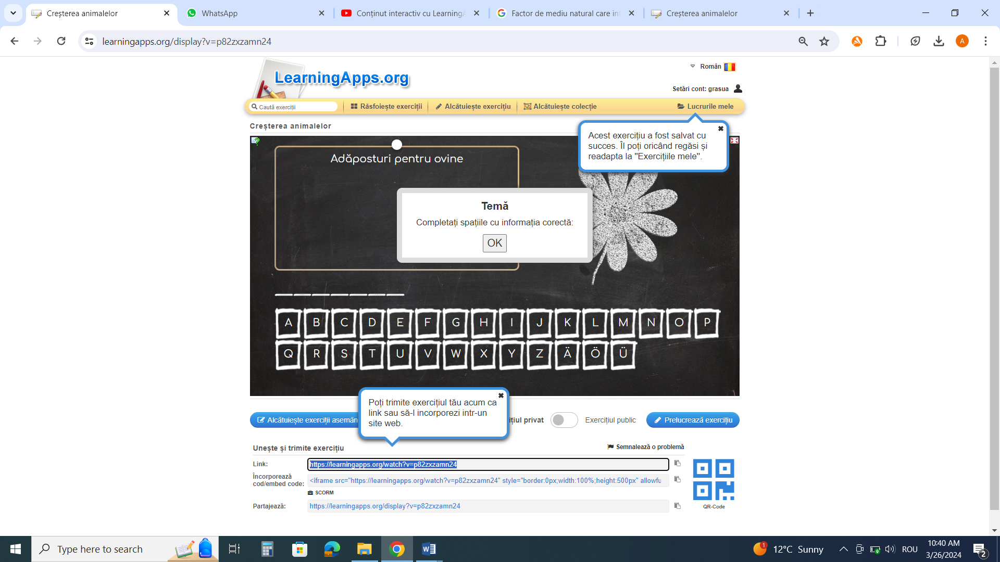 Creșterea animalelor
WhatsApp
Conținut interactiv cu LearningA
Factor de mediu natural care inf
Creșterea animalelor
learningapps.org/display?v=p82zxzamn24
A
LearningApps.org
Român
Setări cont: grasua
Caută exerciții
Răsfoiește exerciții
Alcătuiește exercițiu
Alcătuiește colecție
Lucrurile mele
Creșterea animalelor
Acest exercițiu a fost salvat cu
succes. Îl poți oricând regăsi și
readapta la "Exercițiile mele".
Adăposturi pentru ovine
Temă
Completați spațiile cu informația corectă:
OK
A B C D E F G H I J K L M N O P
Q R S T U V W X Y Z Ä Ö Ü
Poți trimite exercițiul tău acum ca
link sau să-l incorporezi intr-un
site web.
Alcătuiește exerciții asemăn
ițiul privat
Exercițiul public
Prelucrează exercițiu
Unește și trimite exercițiu
Semnalează o problemă
Link:
https://learningapps.org/watch?v=p82zxzamn24
Încorporează
cod/embed code:
<iframe src="https://learningapps.org/watch?v=p82zxzamn24" style="border:0px;width:100%;height:500px" allowfu
SCORM
Partajează:
https://learningapps.org/display?v=p82zxzamn24
QR-Code
Type here to search
1
12°C Sunny
ROU
10:40 AM
3/26/2024
2